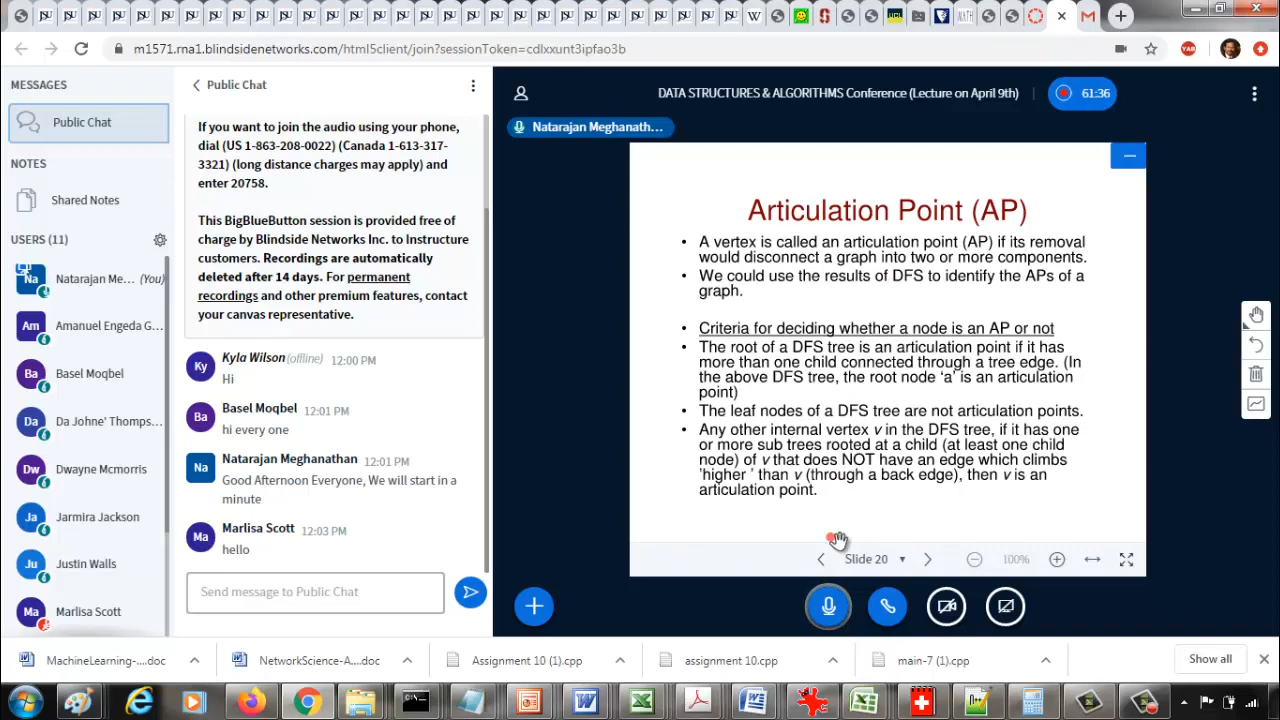 m1571.rna1.blindsidenetworks.com/html5client/join?sessionToken=cdlxxunt3ipfao3b
MESSAGES
Public Chat
NOTES
Shared Notes
USERS (11)
Na
Natarajan Me... (You)
Am
Amanuel Engeda G...
Ba
Basel Moqbel
Da
Da Johne' Thomps...
Dw
Dwayne Mcmorris
Ja
Jarmira Jackson
Ju
Justin Walls
Ma
Marlisa Scott
Public Chat
If you want to join the audio using your phone,
dial (US 1-863-208-0022) (Canada 1-613-317-
3321) (long distance charges may apply) and
enter 20758.
This BigBlueButton session is provided free of
charge by Blindside Networks Inc. to Instructure
customers. Recordings are automatically
deleted after 14 days. For permanent
recordings and other premium features, contact
your canvas representative.
Ky
Kyla Wilson (offline) 12:00 PM
Hi
Ba
Basel Moqbel 12:01 PM
hi every one
Na
Natarajan Meghanathan 12:01 PM
Good Afternoon Everyone, We will start in a
minute
Ma
Marlisa Scott 12:03 PM
hello
Send message to Public Chat
DATA STRUCTURES & ALGORITHMS Conference (Lecture on April 9th)
61:36
Natarajan Meghanath...
Articulation Point (AP)
• A vertex is called an articulation point (AP) if its removal
would disconnect a graph into two or more components.
• We could use the results of DFS to identify the APs of a
graph.
• Criteria for deciding whether a node is an AP or not
• The root of a DFS tree is an articulation point if it has
more than one child connected through a tree edge. (In
the above DFS tree, the root node ‘a’ is an articulation
point)
• The leaf nodes of a DFS tree are not articulation points.
• Any other internal vertex v in the DFS tree, if it has one
or more sub trees rooted at a child (at least one child
node) of v that does NOT have an edge which climbs
’higher ’ than v (through a back edge), then v is an
articulation point.
Slide 20
100%
MachineLearning-....doc
NetworkScience-A....doc
Assignment 10 (1).cpp
assignment 10.cpp
main-7 (1).cpp
Show all